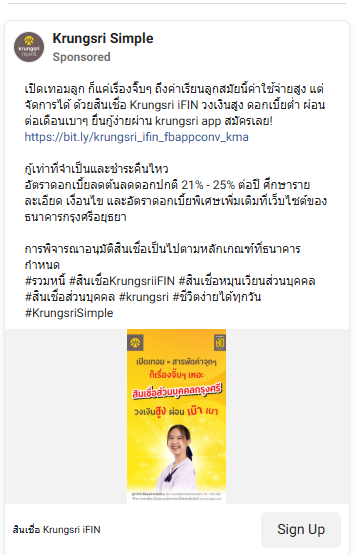 Krungsri Simple
Sponsored
krungsri
กรุงศรี
เปิดเทอมลูก ก็แค่เรื่องจิ๊บๆ ถึงค่าเรียนลูกสมัยนี้ค่าใช้จ่ายสูง แต่
จัดการได้ ด้วยสินเชื่อ Krungsri iFIN วงเงินสูง ดอกเบี้ยต่ำ ผ่อน
ต่อเดือนเบาๆ ยื่นกู้ง่ายผ่าน krungsri app สมัครเลย!
https://bit.ly/krungsri_ifin_fbappconv_kma
กู้เท่าที่จำเป็นและชำระคืนไหว
อัตราดอกเบี้ยลดต้นลดดอกปกติ 21% - 25% ต่อปี ศึกษาราย
ละเอียด เงื่อนไข และอัตราดอกเบี้ยพิเศษเพิ่มเติมที่เว็บไซต์ของ
ธนาคารกรุงศรีอยุธยา
การพิจารณาอนุมัติสินเชื่อเป็นไปตามหลักเกณฑ์ที่ธนาคาร
กำหนด
#รวมหนี้ #สินเชื่อKrungsriiFIN #สินเชื่อหมุนเวียนส่วนบุคคล
#สินเชื่อส่วนบุคคล #krungsri #ชีวิตง่ายได้ทุกวัน
#KrungsriSimple
เปิดเทอม = สารพัดค่าจุกๆ
ก็เรื่องจิ๊บๆ เหอะ
สินเชื่อส่วนบุคคลกรุงศรี
วงเงินสูง ผ่อน เบ๊า เบา
สินเชื่อ Krungsri iFIN
Sign Up